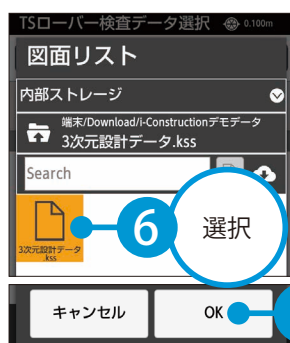 TSローバー検査データ選択 0.100m
図面リスト
内部ストレージ
端末/Download/i-Constructionデモデータ
3次元設計データ.kss
Search
3次元設計データ
.kss
6 選択
キャンセル OK